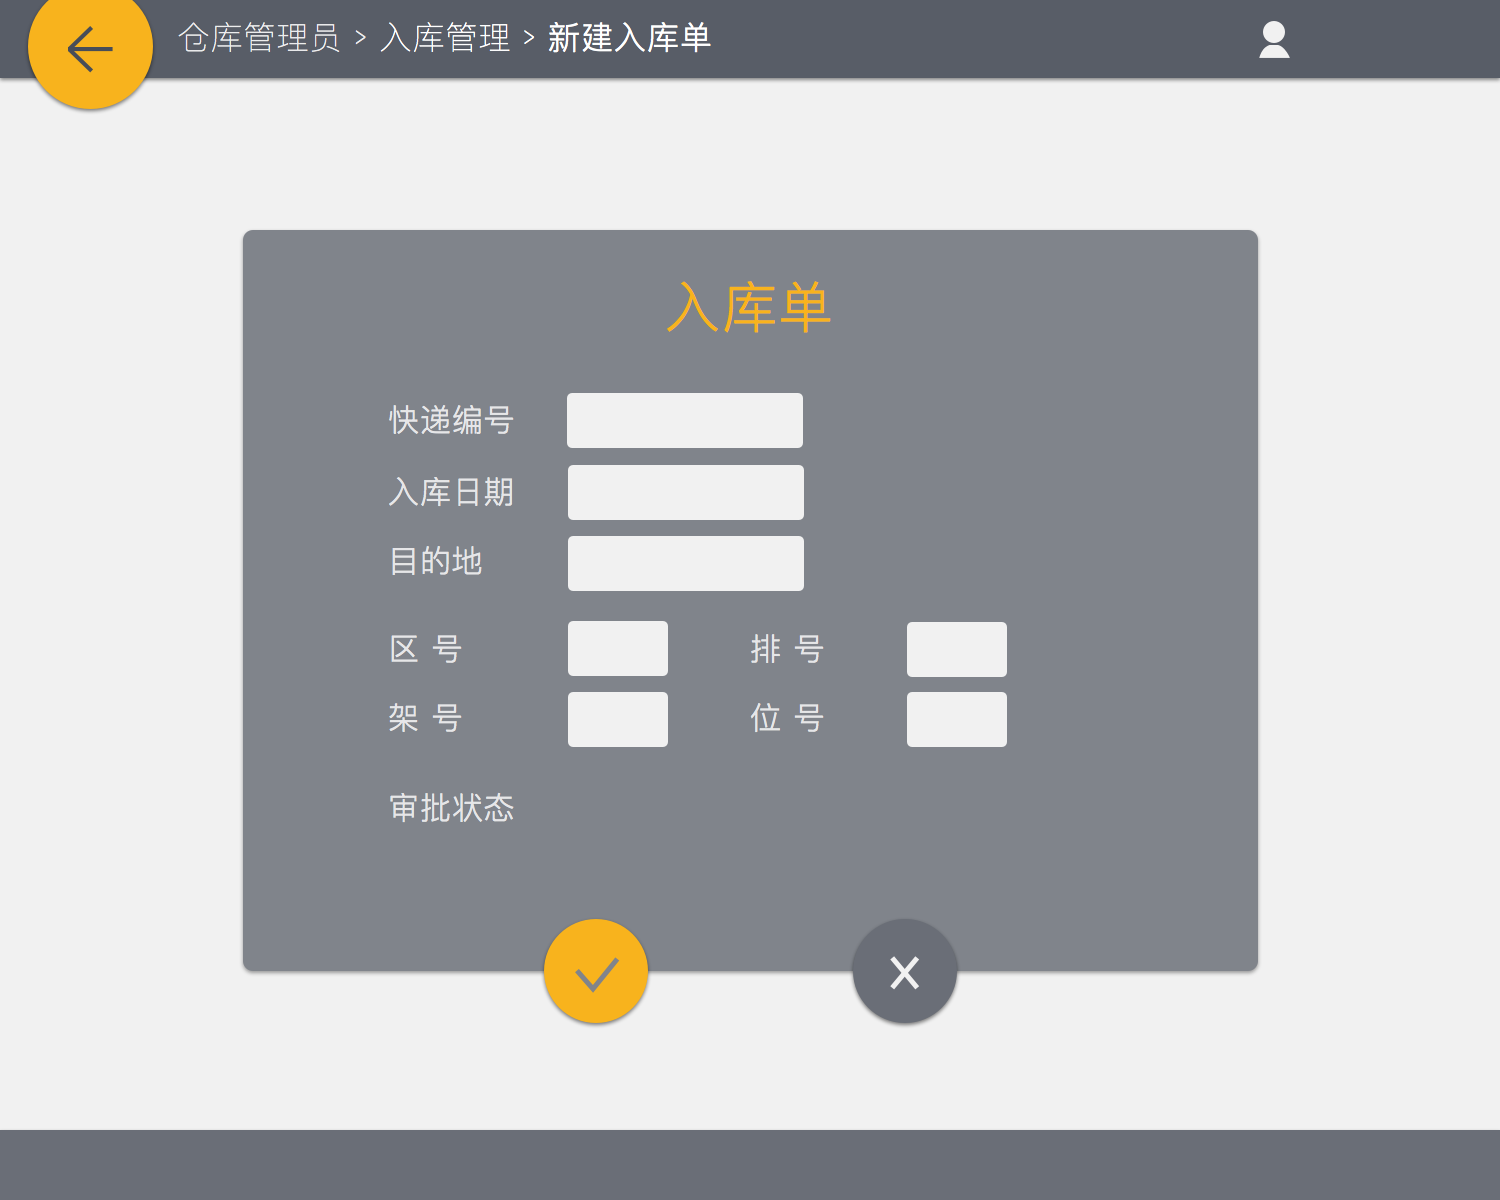 仓库管理员 > 入库管理 > 新建入库单
入库单
快递编号
入库日期
目的地
区 号 排 号
架 号 位 号
审批状态